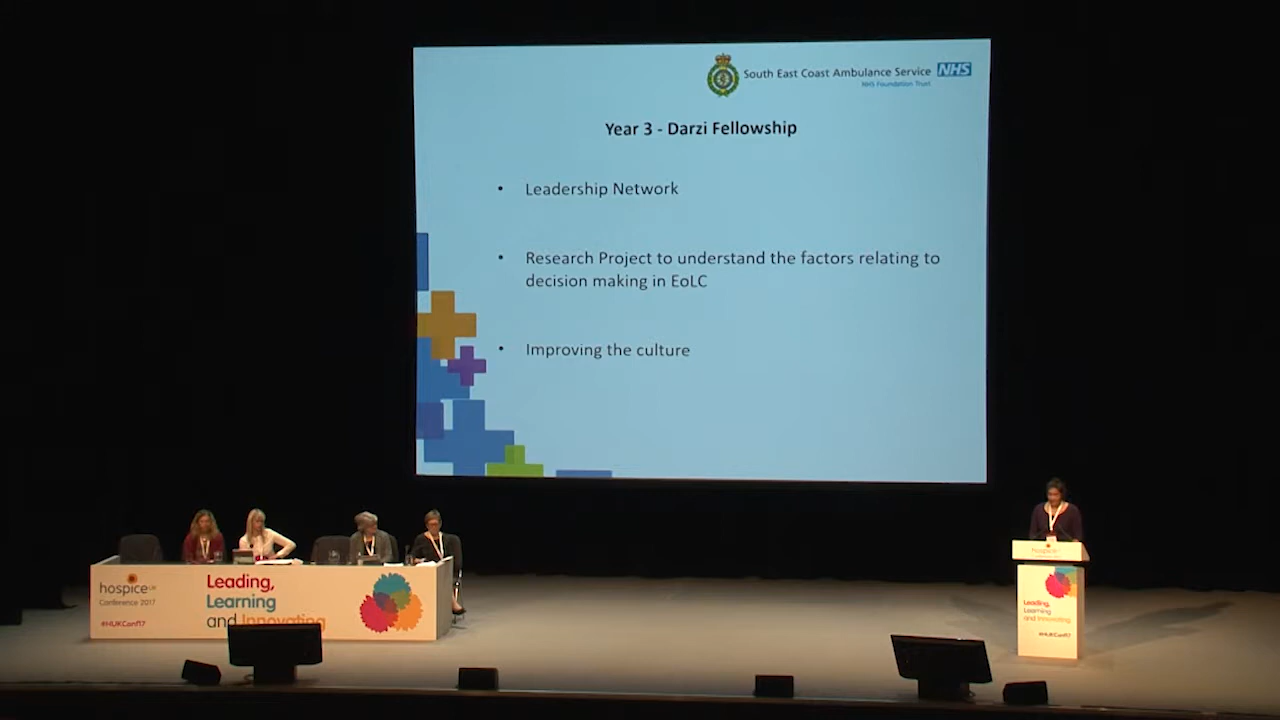 South East Coast Ambulance Service NHS
NHS Foundation Trust
Year 3 - Darzi Fellowship
• Leadership Network
• Research Project to understand the factors relating to
decision making in EoLC
• Improving the culture
hospice UK
Conference 2017
#HUKConf17
Leading,
Learning
and Innovating
hospice
Leading,
Learning
and Innovating
#HUKConf17